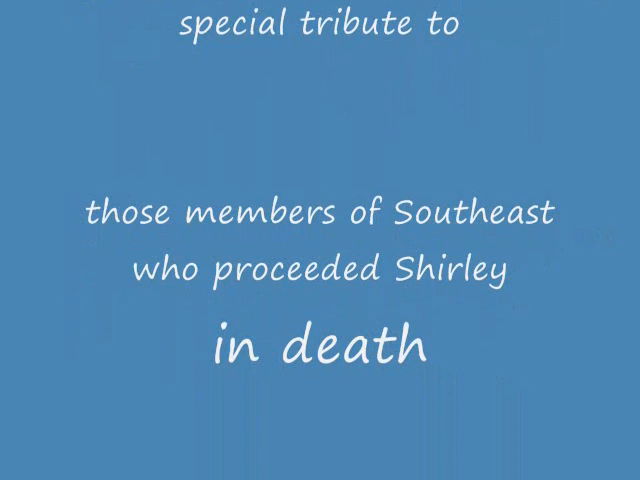 special tribute to
those members of Southeast
who proceeded Shirley
in death